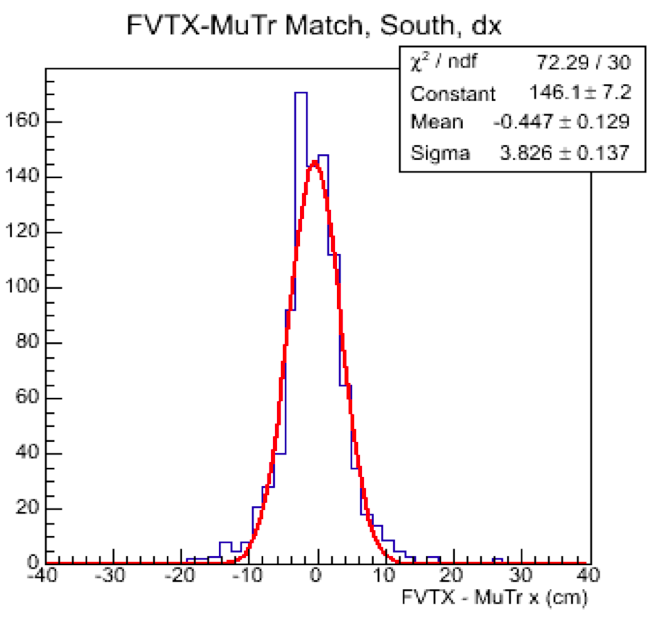 FVTX-MuTr Match, South, dx
χ² / ndf 72.29 / 30
Constant 146.1± 7.2
Mean -0.447 ± 0.129
Sigma 3.826 ± 0.137
160
140
120
100
80
60
40
20
0
-40 -30 -20 -10 0 10 20 30 40
FVTX - MuTr x (cm)